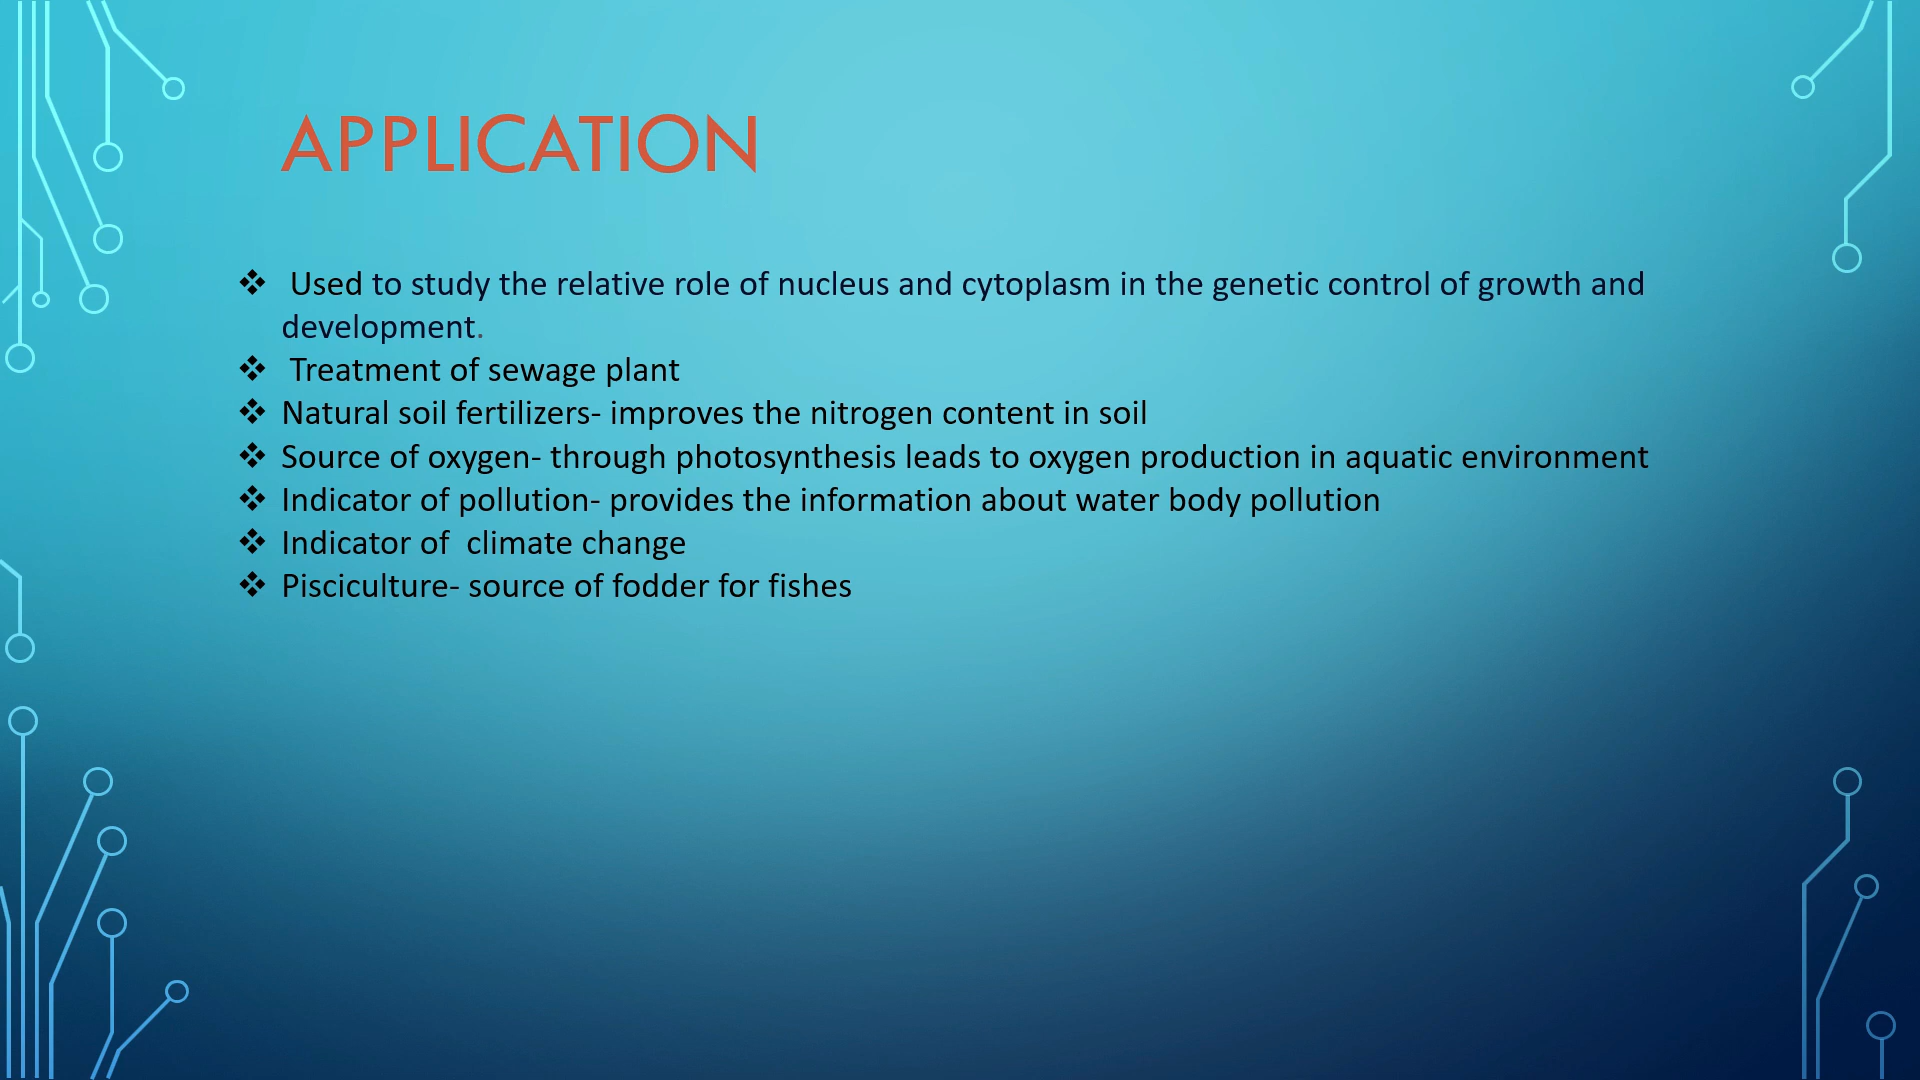 APPLICATION
❖ Used to study the relative role of nucleus and cytoplasm in the genetic control of growth and
development.
❖ Treatment of sewage plant
❖ Natural soil fertilizers- improves the nitrogen content in soil
❖ Source of oxygen- through photosynthesis leads to oxygen production in aquatic environment
❖ Indicator of pollution- provides the information about water body pollution
❖ Indicator of  climate change
❖ Pisciculture- source of fodder for fishes